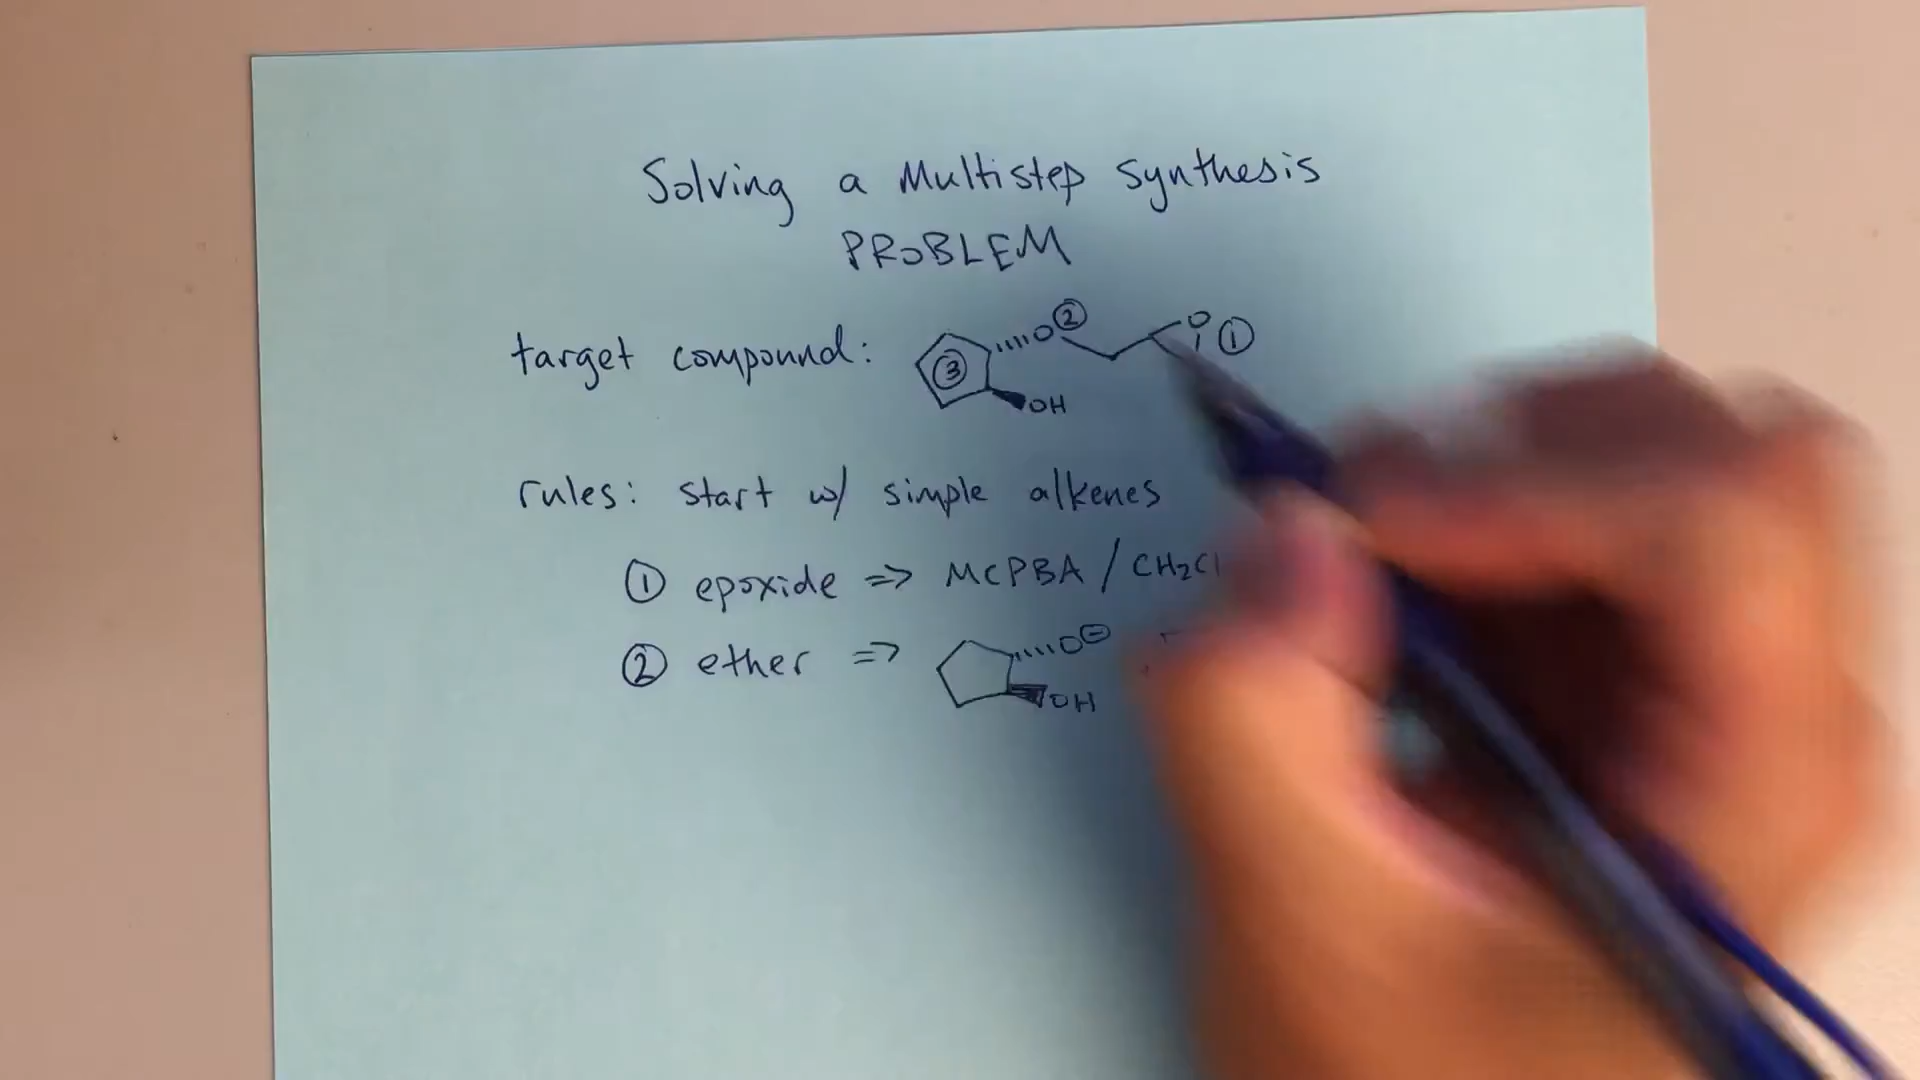 Solving a Multistep Synthesis
PROBLEM
target compound: ③ O ② O ① OH
rules: start w/ simple alkenes
① epoxide => MCPBA / CH2Cl
② ether => O⊖ OH